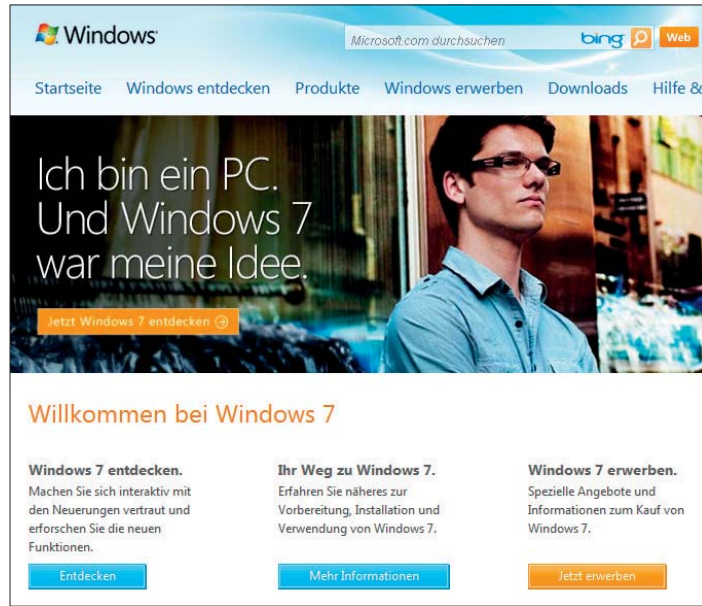 Windows
Microsoft.com durchsuchen
bing
Web
Startseite Windows entdecken Produkte Windows erwerben Downloads Hilfe &
Ich bin ein PC.
Und Windows 7
war meine Idee.
Jetzt Windows 7 entdecken
Willkommen bei Windows 7
Windows 7 entdecken.
Machen Sie sich interaktiv mit
den Neuerungen vertraut und
erforschen Sie die neuen
Funktionen.
Entdecken
Ihr Weg zu Windows 7.
Erfahren Sie näheres zur
Vorbereitung, Installation und
Verwendung von Windows 7.
Mehr Informationen
Windows 7 erwerben.
Spezielle Angebote und
Informationen zum Kauf von
Windows 7.
Jetzt erwerben